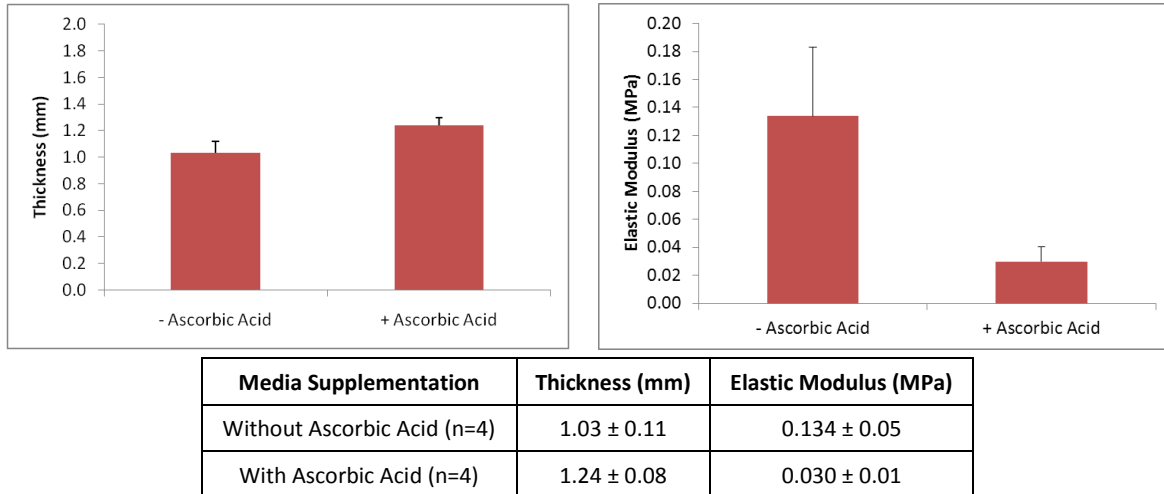 Thickness (mm)
2.0
1.8
1.6
1.4
1.2
1.0
0.8
0.6
0.4
0.2
0.0
- Ascorbic Acid
+ Ascorbic Acid
Elastic Modulus (MPa)
0.20
0.18
0.16
0.14
0.12
0.10
0.08
0.06
0.04
0.02
0.00
- Ascorbic Acid
+ Ascorbic Acid
Media Supplementation Thickness (mm) Elastic Modulus (MPa)
Without Ascorbic Acid (n=4) 1.03 ± 0.11 0.134 ± 0.05
With Ascorbic Acid (n=4) 1.24 ± 0.08 0.030 ± 0.01